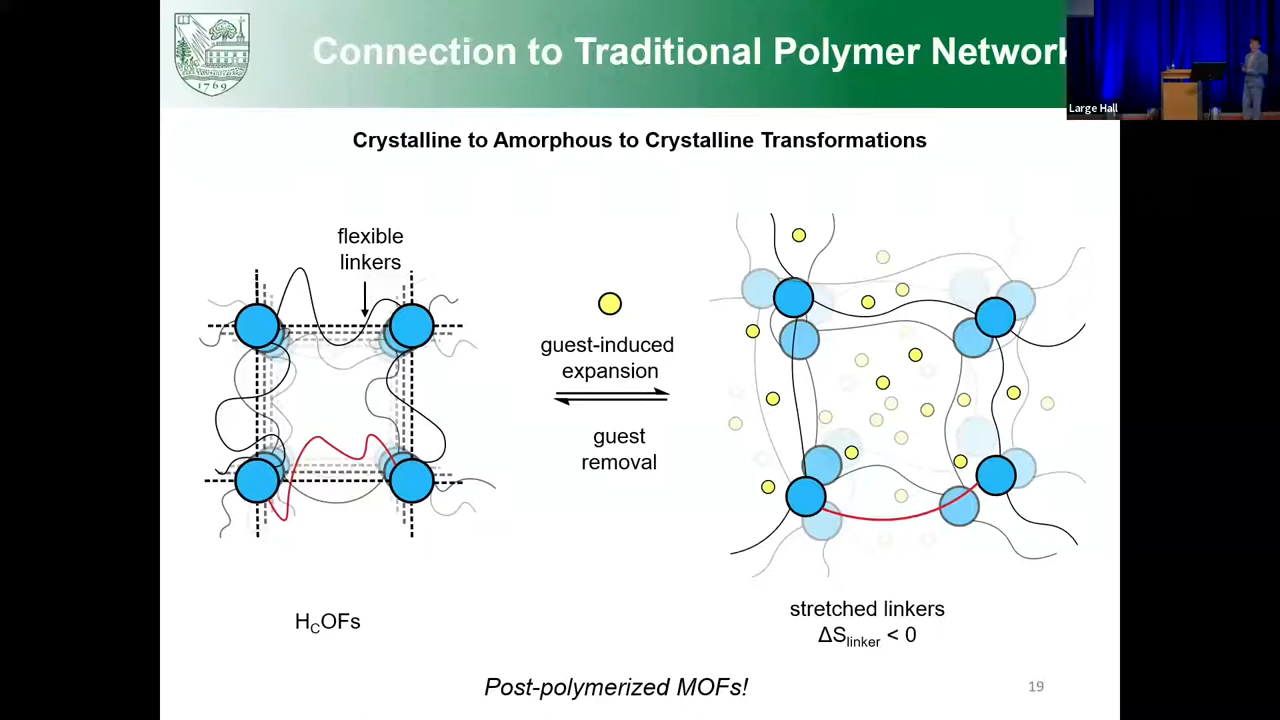 Connection to Traditional Polymer Network
Large Hall
1769
Crystalline to Amorphous to Crystalline Transformations
flexible
linkers
guest-induced
expansion
guest
removal
HCOFs
stretched linkers
ΔSlinker < 0
Post-polymerized MOFs!
19